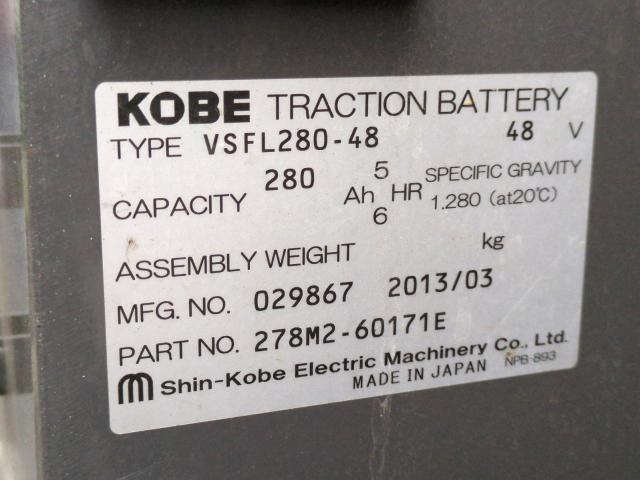 KOBE TRACTION BATTERY
TYPE VSFL280-48 48 V
CAPACITY 280 Ah 5 HR 6 SPECIFIC GRAVITY
1.280 (at20℃)
ASSEMBLY WEIGHT kg
MFG. NO. 029867 2013/03
PART NO. 278M2-60171E
Shin-Kobe Electric Machinery Co., Ltd.
MADE IN JAPAN NPB-893